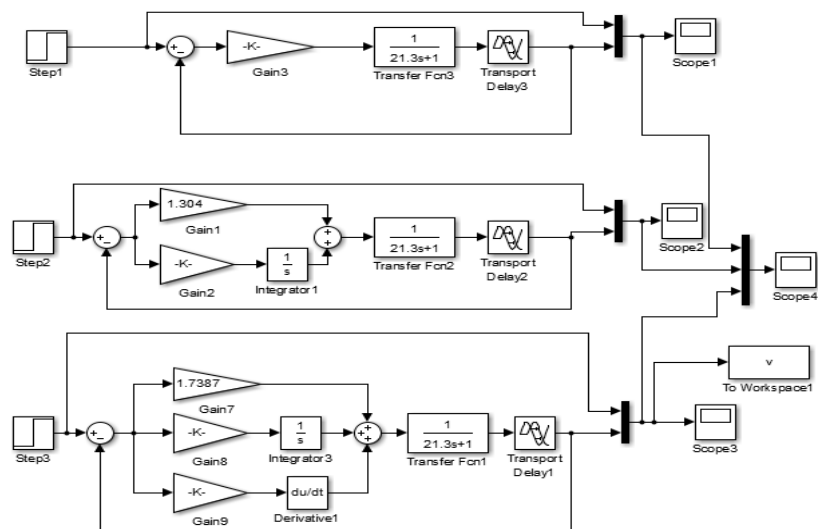 Step1
+
−
-K-
Gain3
1
21.3s+1
Transfer Fcn3
Transport
Delay3
Scope1
Step2
+
−
1.304
Gain1
-K-
Gain2
1
s
Integrator1
+
+
1
21.3s+1
Transfer Fcn2
Transport
Delay2
Scope2
Scope4
Step3
+
−
1.7387
Gain7
-K-
Gain8
1
s
Integrator3
-K-
Gain9
du/dt
Derivative1
+
+
+
1
21.3s+1
Transfer Fcn1
Transport
Delay1
v
To Workspace1
Scope3